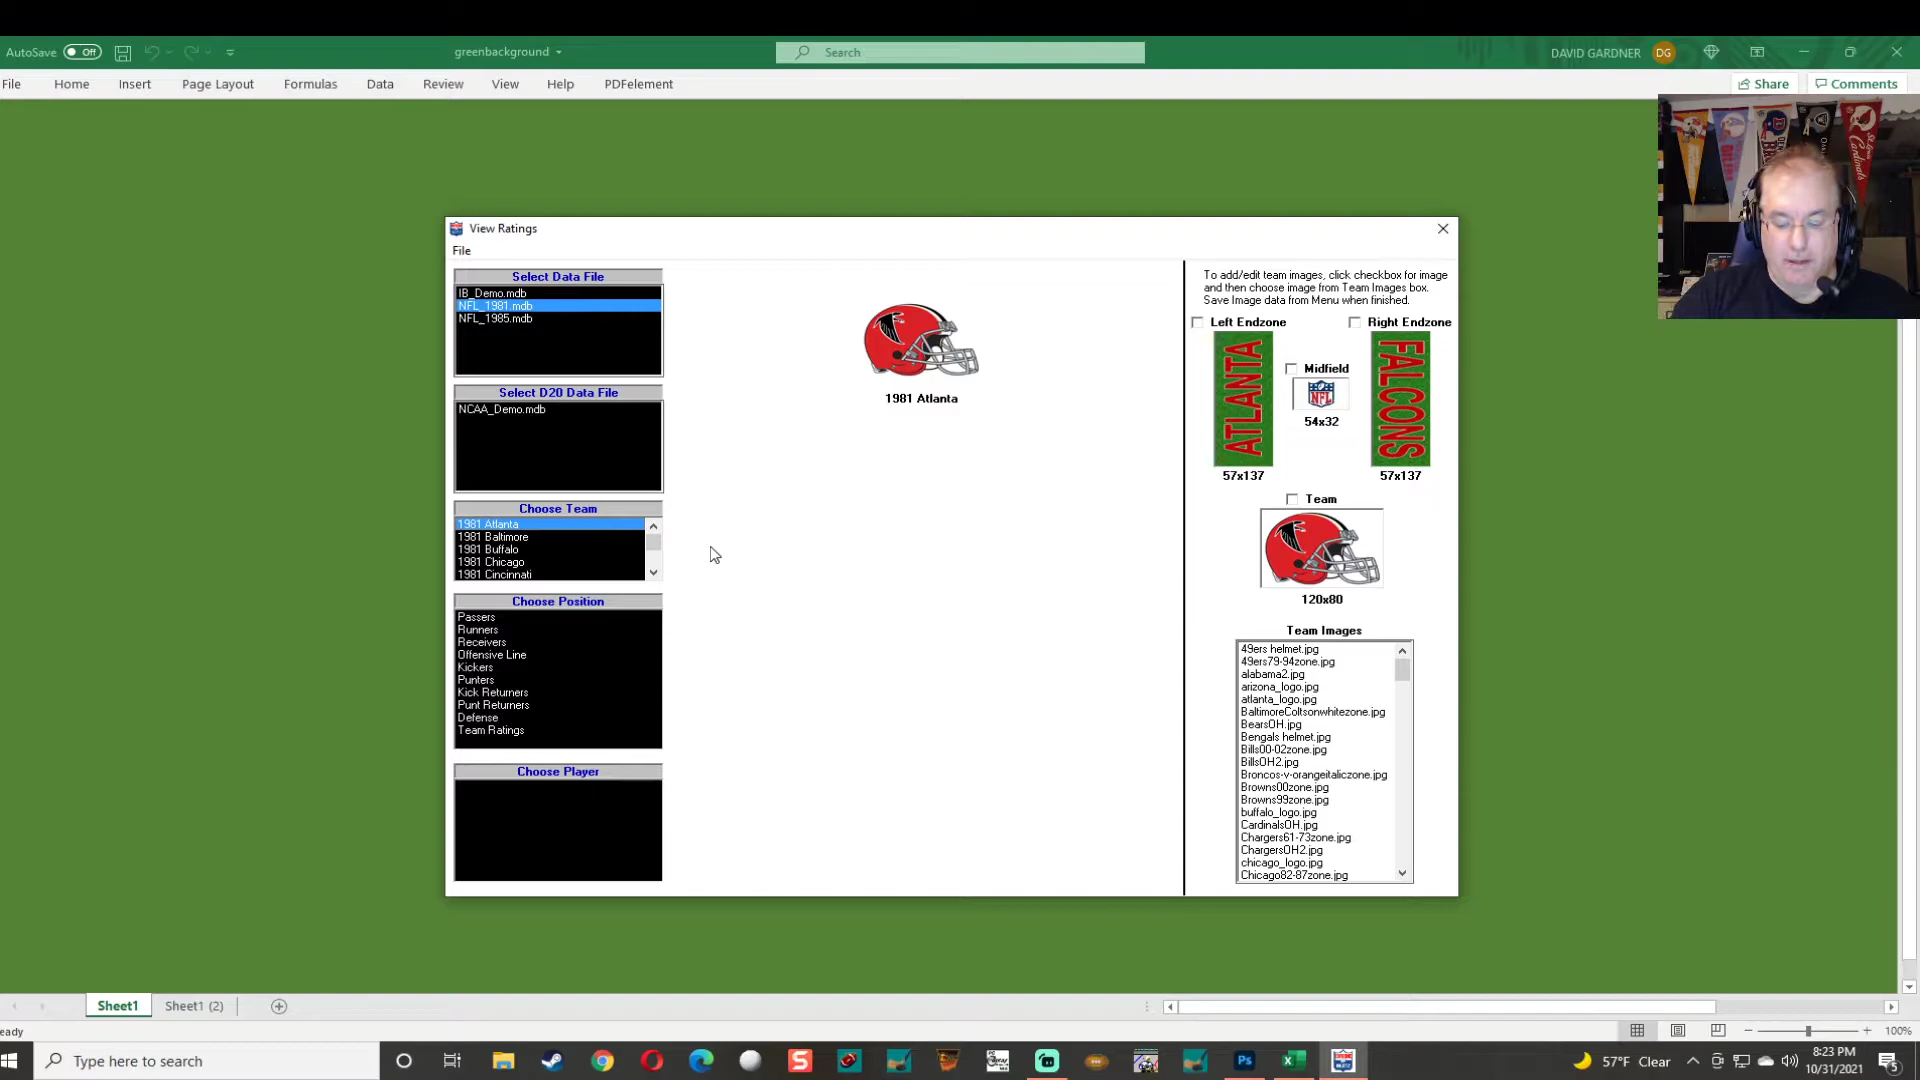 AutoSave Off
greenbackground
Search
DAVID GARDNER DG
File Home Insert Page Layout Formulas Data Review View Help PDFelement
Share Comments
View Ratings
File
Select Data File
IB_Demo.mdb
NFL_1981.mdb
NFL_1985.mdb
Select D20 Data File
NCAA_Demo.mdb
Choose Team
1981 Atlanta
1981 Baltimore
1981 Buffalo
1981 Chicago
1981 Cincinnati
Choose Position
Passers
Runners
Receivers
Offensive Line
Kickers
Punters
Kick Returners
Punt Returners
Defense
Team Ratings
Choose Player
1981 Atlanta
To add/edit team images, click checkbox for image
and then choose image from Team Images box.
Save Image data from Menu when finished.
Left Endzone
Right Endzone
ATLANTA
FALCONS
Midfield
NFL
54x32
57x137
57x137
Team
120x80
Team Images
49ers helmet.jpg
49ers79-94zone.jpg
alabama2.jpg
arizona_logo.jpg
atlanta_logo.jpg
BaltimoreColtsonwhitezone.jpg
BearsOH.jpg
Bengals helmet.jpg
Bills00-02zone.jpg
BillsOH2.jpg
Broncos-v-orangeitaliczone.jpg
Browns00zone.jpg
Browns99zone.jpg
buffalo_logo.jpg
CardinalsOH.jpg
Chargers61-73zone.jpg
ChargersOH2.jpg
chicago_logo.jpg
Chicago82-87zone.jpg
Cardinals
Sheet1 Sheet1 (2)
eady
100%
Type here to search
Ps
57°F Clear
8:23 PM
10/31/2021
5